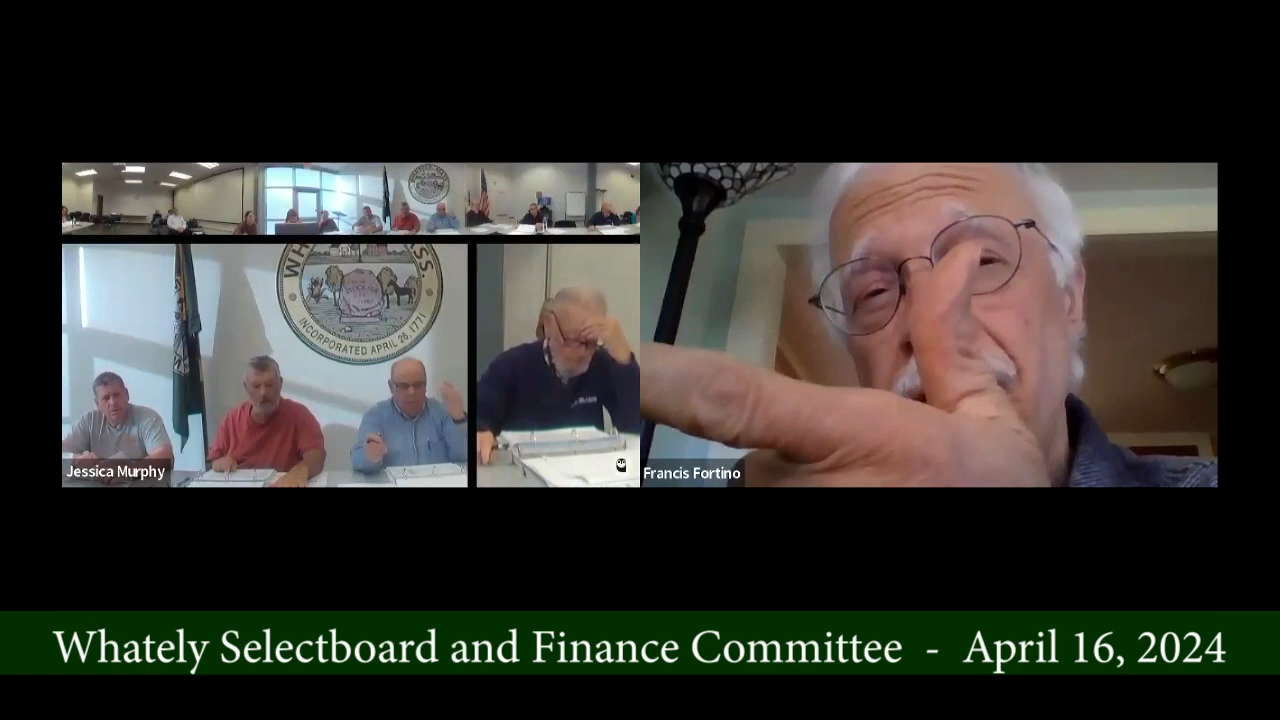 WHATELY, MASS.
INCORPORATED APRIL 26, 1771
Jessica Murphy
Francis Fortino
Whately Selectboard and Finance Committee - April 16, 2024